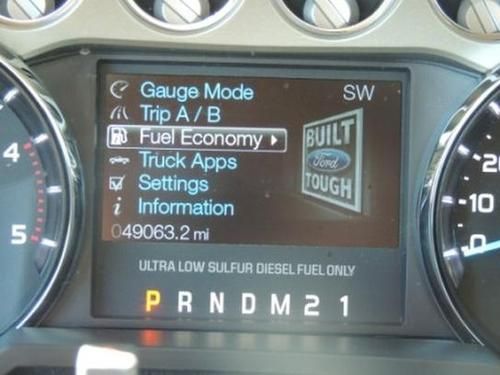 Gauge Mode SW
Trip A / B
Fuel Economy
Truck Apps
Settings
Information
049063.2 mi
BUILT
Ford
TOUGH
ULTRA LOW SULFUR DIESEL FUEL ONLY
P R N D M 2 1
4
5
20
10
0